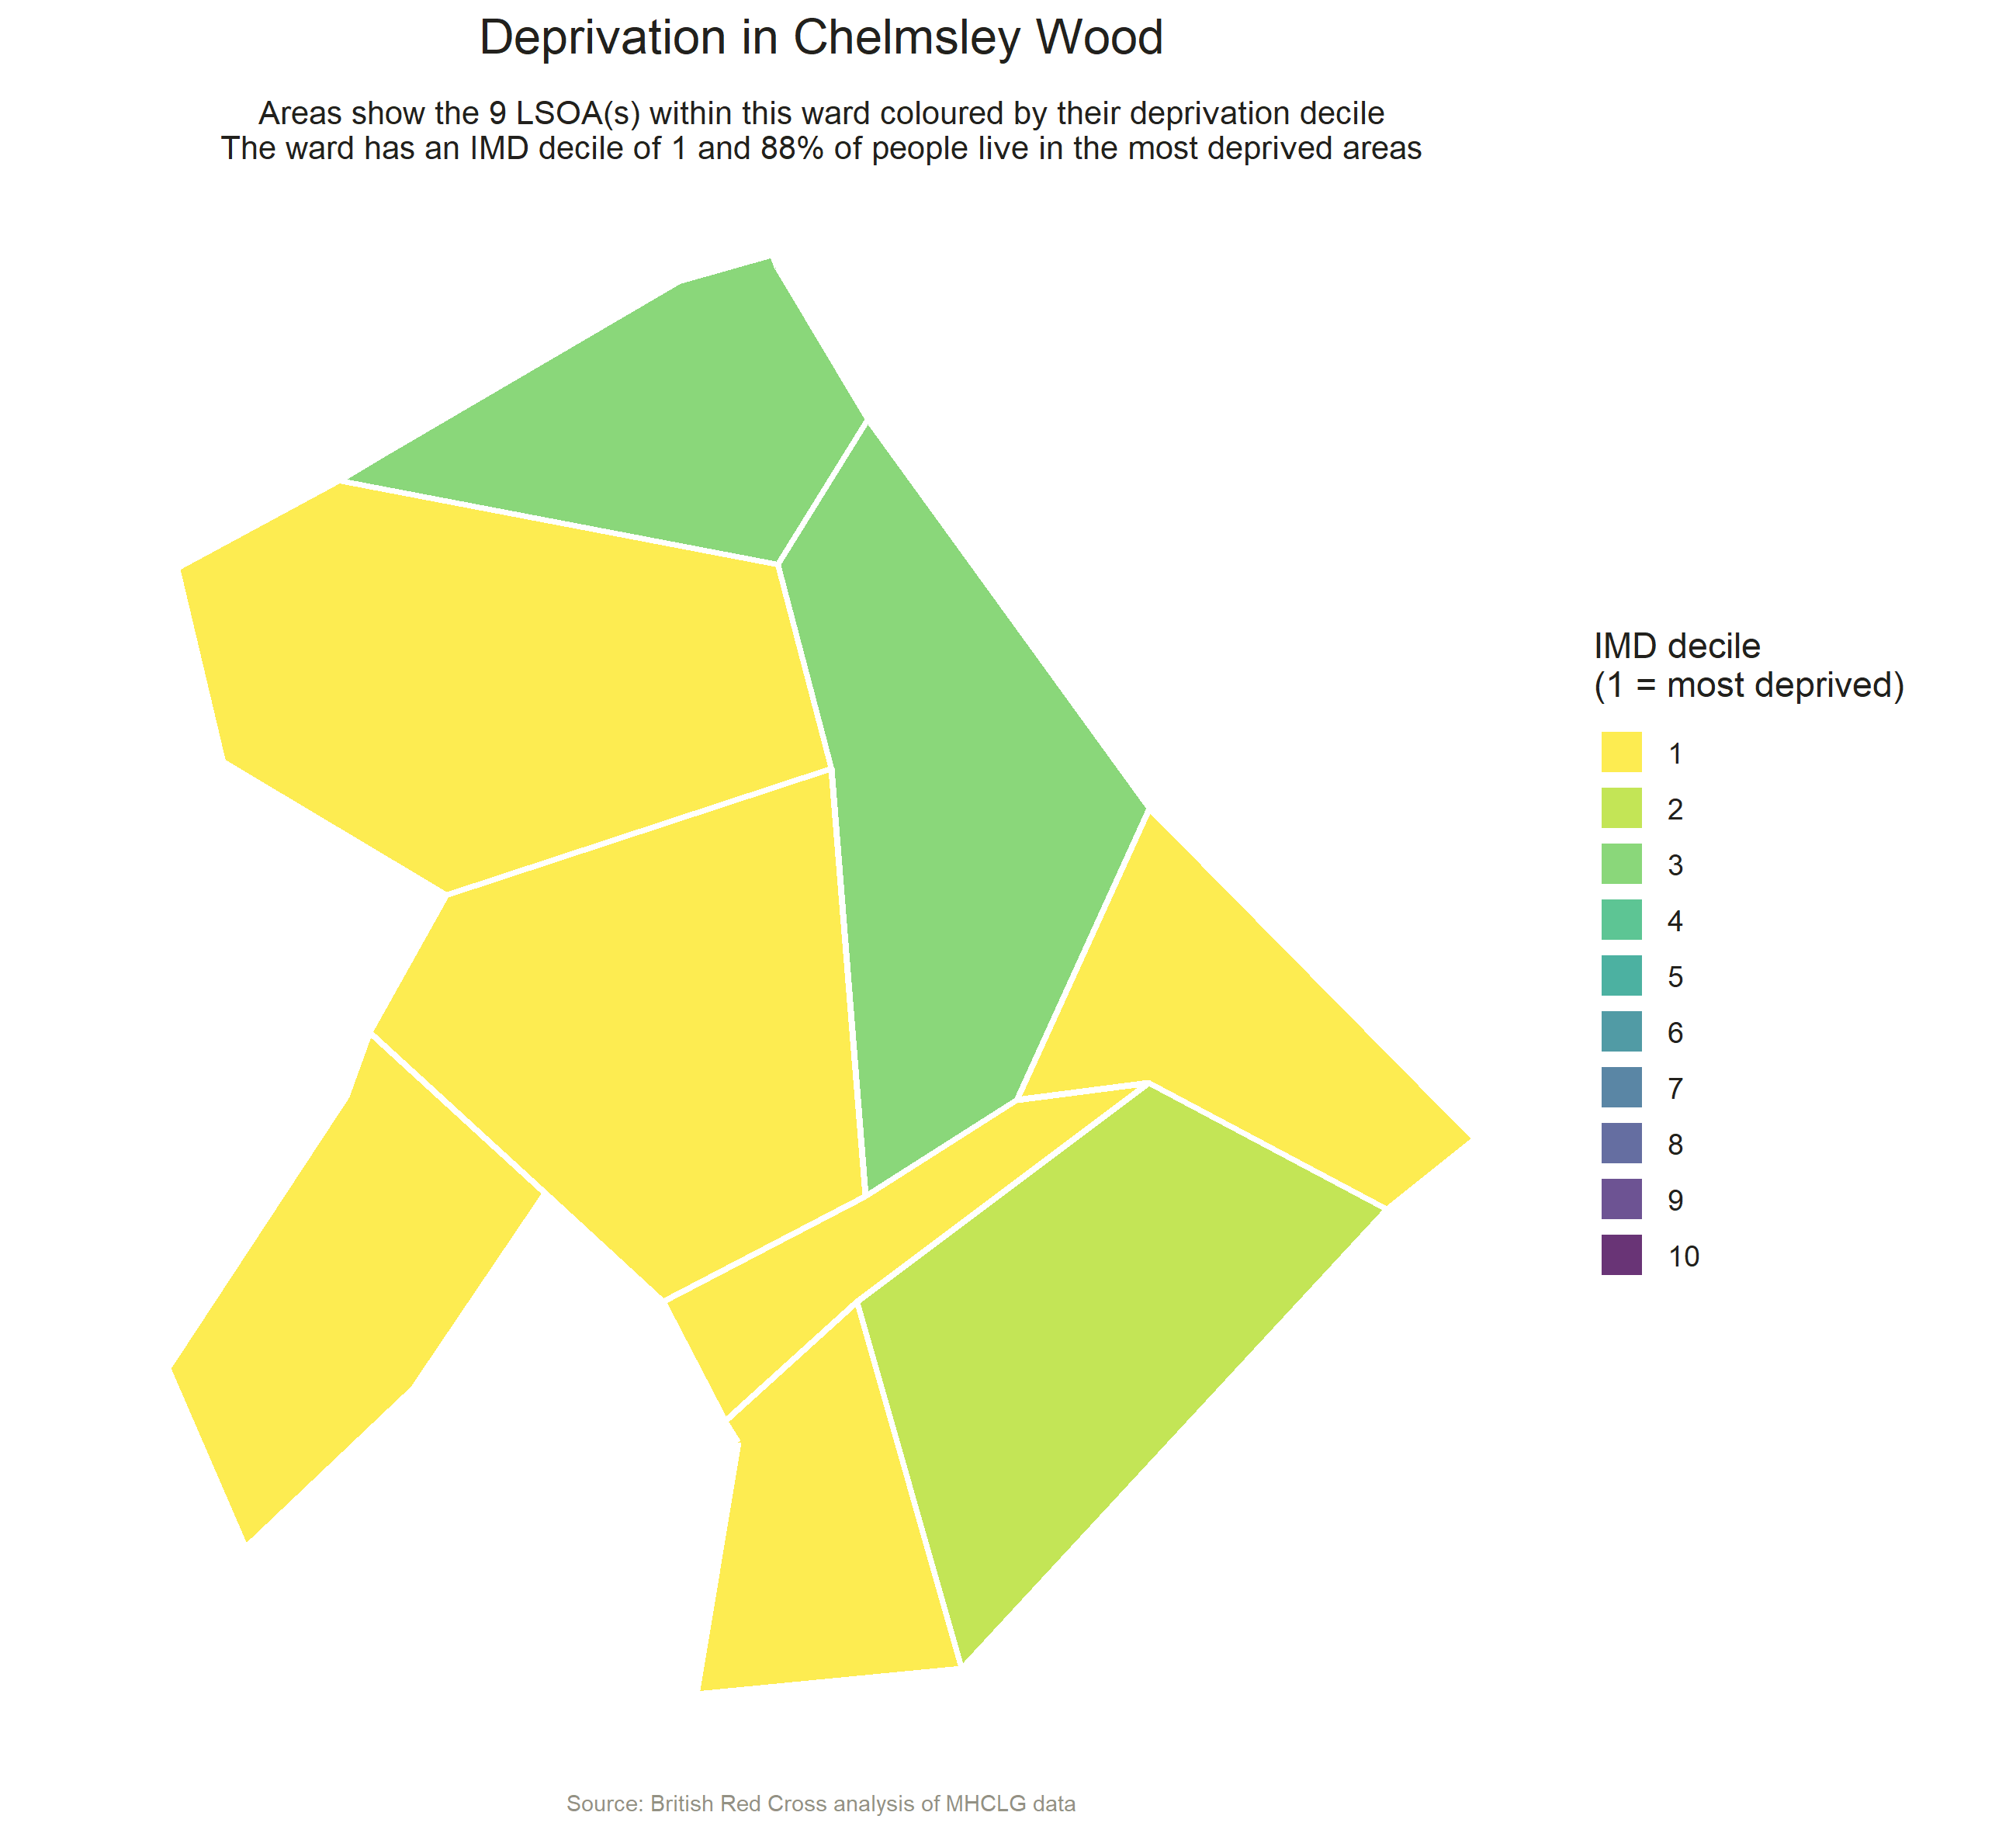 Deprivation in Chelmsley Wood
Areas show the 9 LSOA(s) within this ward coloured by their deprivation decile
The ward has an IMD decile of 1 and 88% of people live in the most deprived areas
IMD decile
(1 = most deprived)
1
2
3
4
5
6
7
8
9
10
Source: British Red Cross analysis of MHCLG data